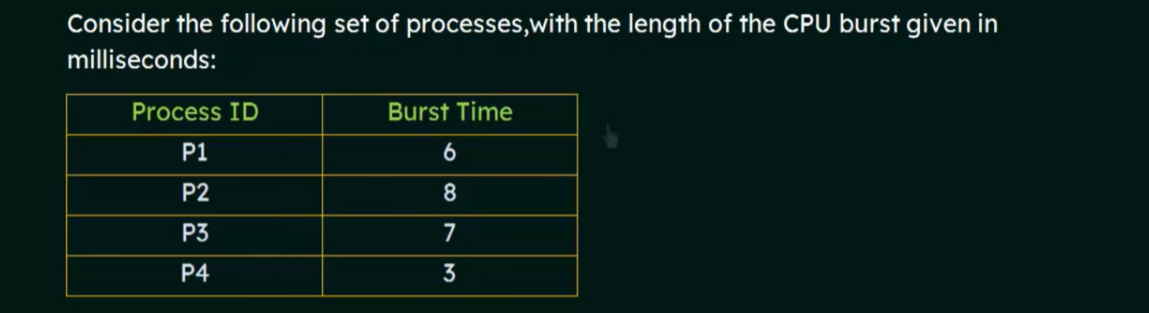 Consider the following set of processes,with the length of the CPU burst given in
milliseconds:
Process ID Burst Time
P1 6
P2 8
P3 7
P4 3